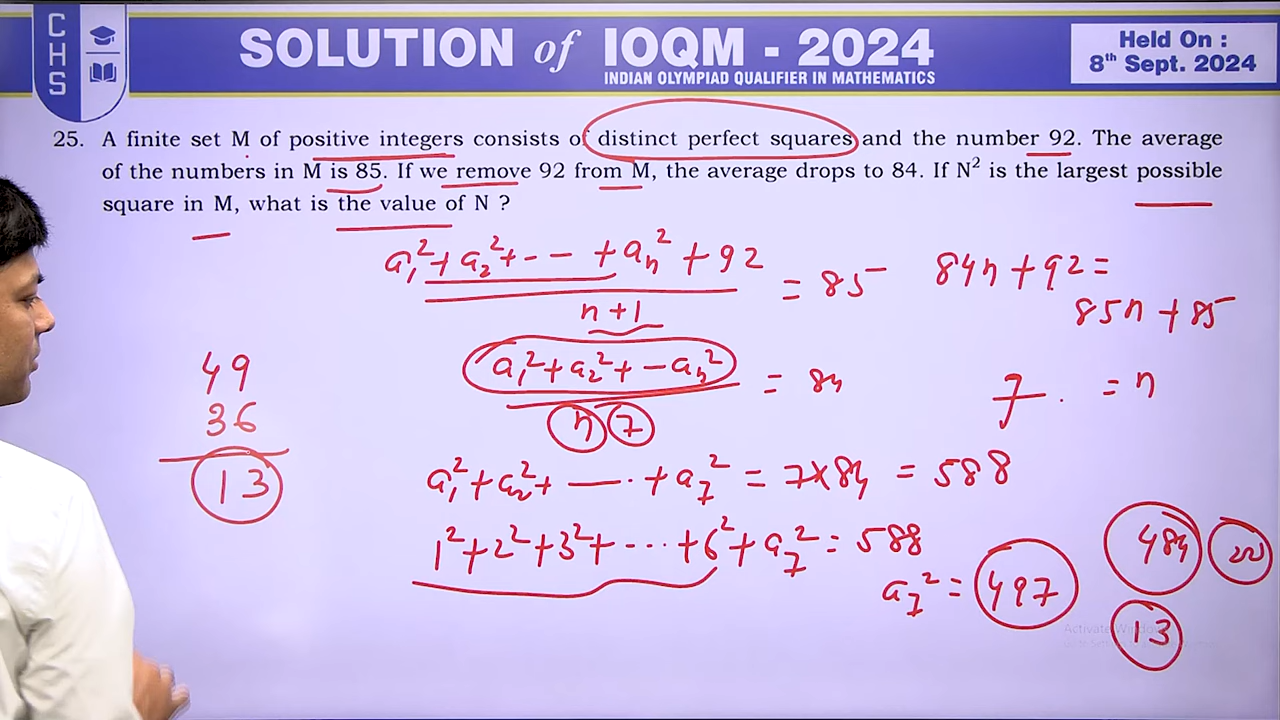 CHS
SOLUTION of IOQM - 2024
INDIAN OLYMPIAD QUALIFIER IN MATHEMATICS
Held On :
8th Sept. 2024
25. A finite set M of positive integers consists of distinct perfect squares and the number 92. The average
of the numbers in M is 85. If we remove 92 from M, the average drops to 84. If N² is the largest possible
square in M, what is the value of N ?
a₁²+a₂²+-- +aₙ²+92
n+1
= 85
84n+92=
85n+85
a₁²+a₂²+-aₙ²
n 7
= 84
7 . = n
49
36
13
a₁²+a₂²+ —. +a₇² = 7×84 = 588
1²+2²+3²+ ... +6²+a₇² = 588
a₇² = 497
484 22
13
Activate Windows